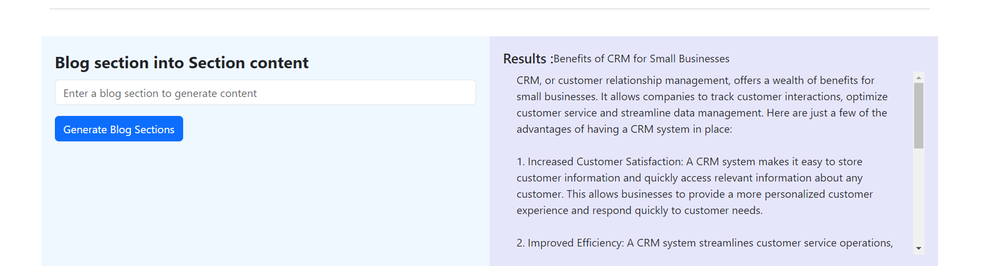 Blog section into Section content
Enter a blog section to generate content
Generate Blog Sections
Results :Benefits of CRM for Small Businesses
CRM, or customer relationship management, offers a wealth of benefits for
small businesses. It allows companies to track customer interactions, optimize
customer service and streamline data management. Here are just a few of the
advantages of having a CRM system in place:
1. Increased Customer Satisfaction: A CRM system makes it easy to store
customer information and quickly access relevant information about any
customer. This allows businesses to provide a more personalized customer
experience and respond quickly to customer needs.
2. Improved Efficiency: A CRM system streamlines customer service operations,